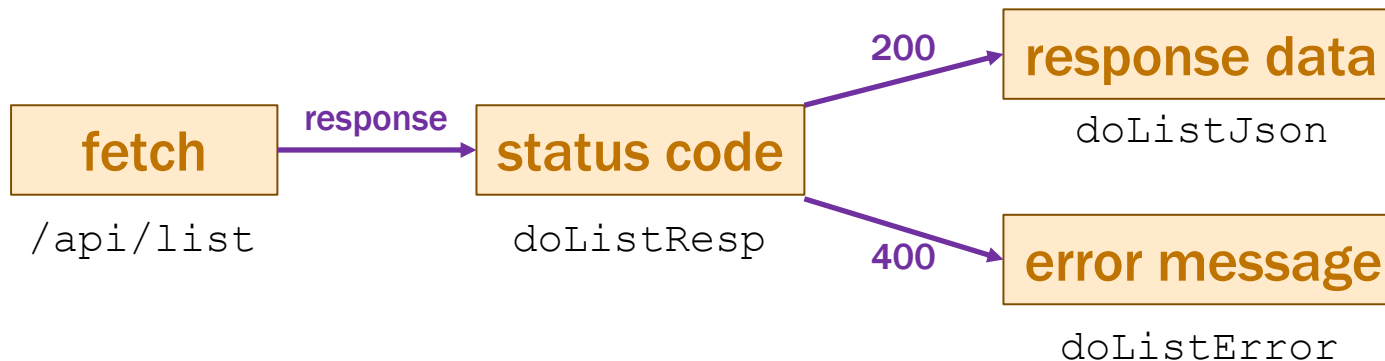 fetch
/api/list
response
status code
doListResp
200
response data
doListJson
400
error message
doListError